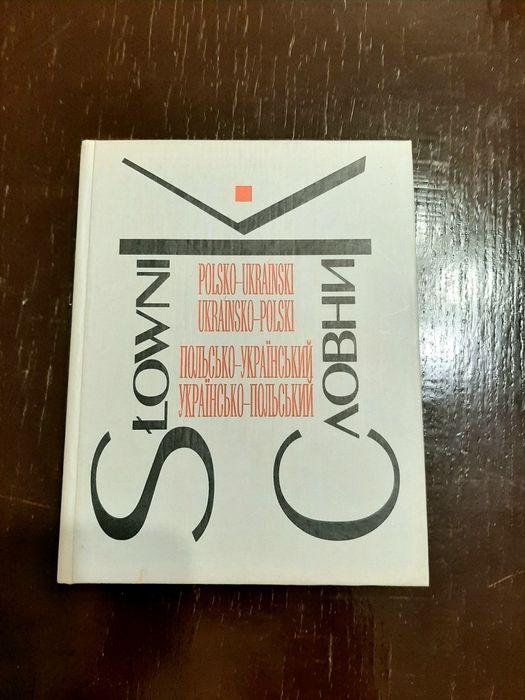 SŁOWNIK
POLSKO–UKRAIŃSKI
UKRAIŃSKO–POLSKI
ПОЛЬСЬКО–УКРАЇНСЬКИЙ
УКРАЇНСЬКО–ПОЛЬСЬКИЙ
СЛОВНИК